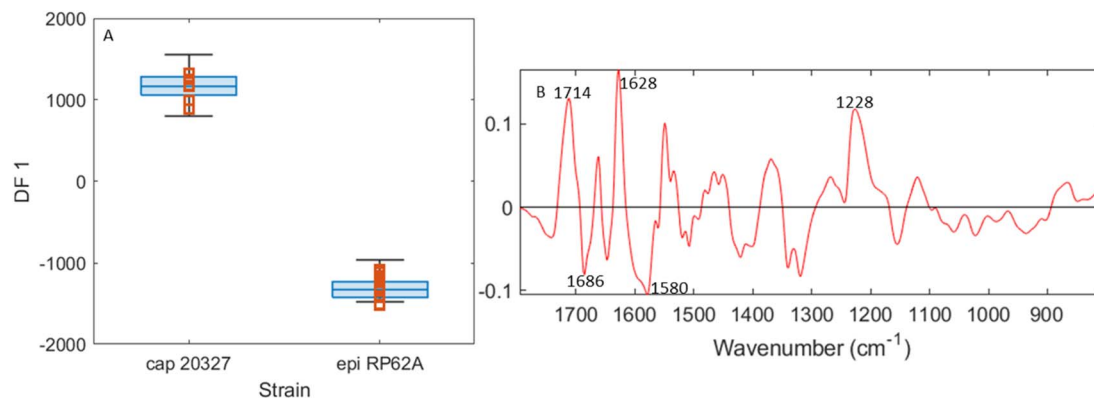 2000
A
1000
DF 1
0
-1000
-2000
cap 20327
epi RP62A
Strain
B
1714
1628
1228
0.1
0
1686
1580
-0.1
1700 1600 1500 1400 1300 1200 1100 1000 900
Wavenumber (cm⁻¹)